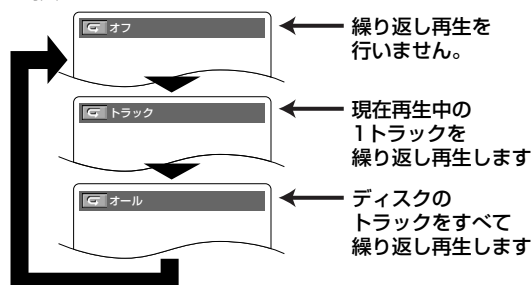 オフ
繰り返し再生を
行いません。
トラック
現在再生中の
1トラックを
繰り返し再生します
オール
ディスクの
トラックをすべて
繰り返し再生します